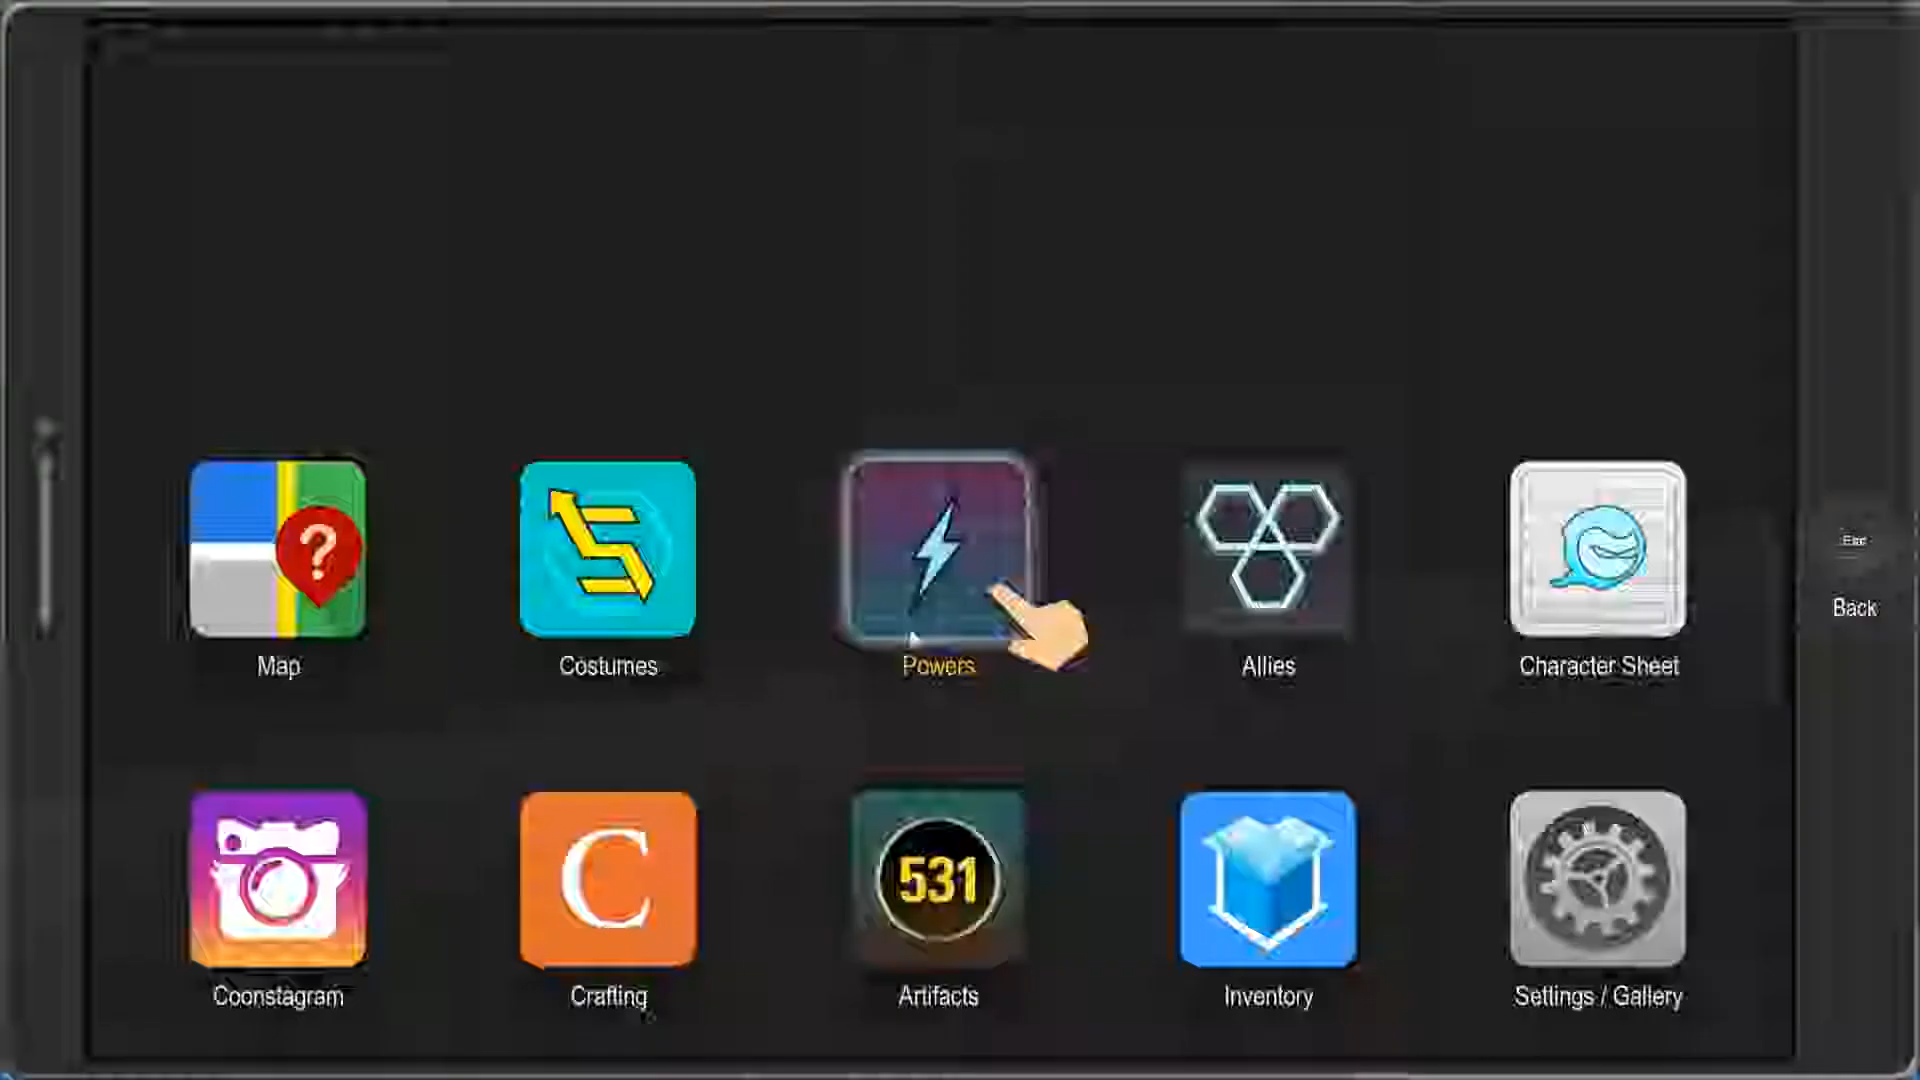 ?
Map
Costumes
Powers
Allies
Character Sheet
Back
C
531
Coonstagram
Crafting
Artifacts
Inventory
Settings / Gallery